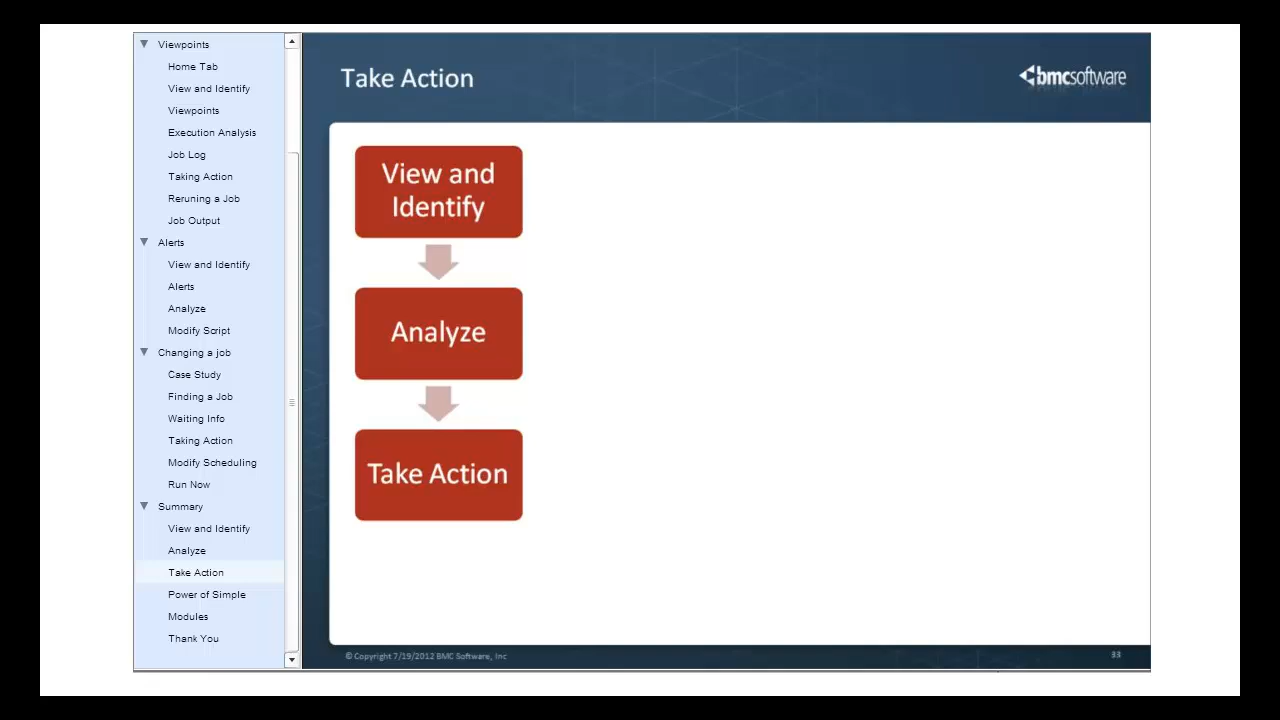 Viewpoints
Home Tab
View and Identify
Viewpoints
Execution Analysis
Job Log
Taking Action
Reruning a Job
Job Output
Alerts
View and Identify
Alerts
Analyze
Modify Script
Changing a job
Case Study
Finding a Job
Waiting Info
Taking Action
Modify Scheduling
Run Now
Summary
View and Identify
Analyze
Take Action
Power of Simple
Modules
Thank You
Take Action
bmcsoftware
View and
Identify
Analyze
Take Action
© Copyright 7/19/2012 BMC Software, Inc
33